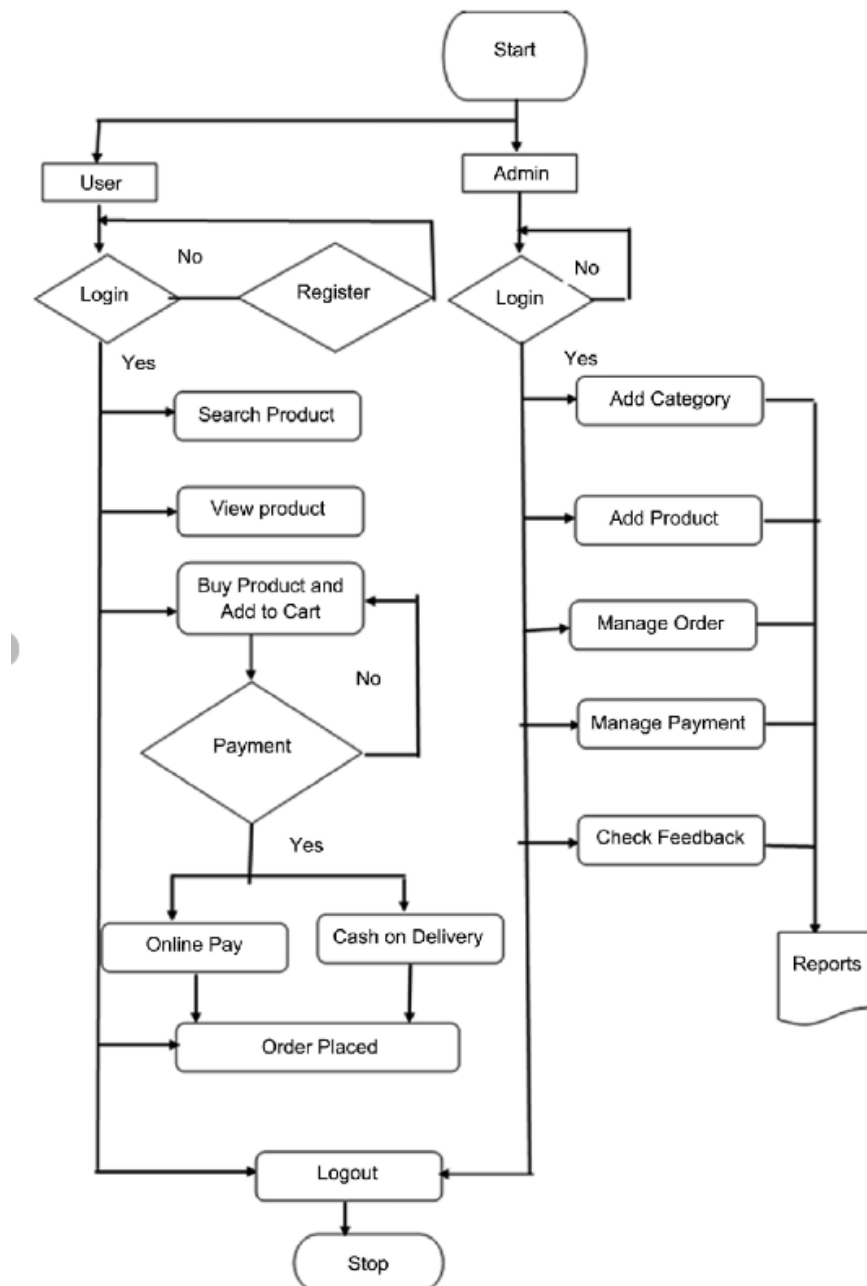 Start
User
Admin
No
Login
Register
No
Login
Yes
Yes
Search Product
Add Category
View product
Add Product
Buy Product and
Add to Cart
Manage Order
No
Payment
Manage Payment
Yes
Check Feedback
Online Pay
Cash on Delivery
Reports
Order Placed
Logout
Stop